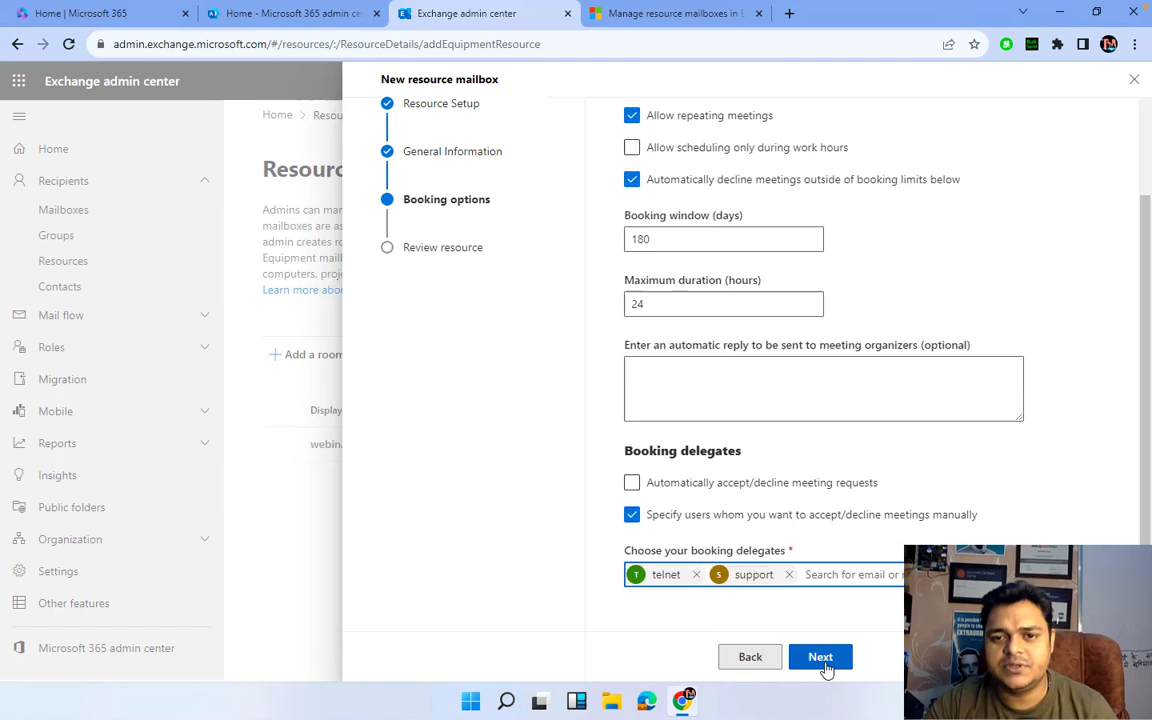 Home | Microsoft 365
Home - Microsoft 365 admin ce
Exchange admin center
Manage resource mailboxes in E
admin.exchange.microsoft.com/#/resources/:/ResourceDetails/addEquipmentResource
Exchange admin center
New resource mailbox
Home
Recipients
Mailboxes
Groups
Resources
Contacts
Mail flow
Roles
Migration
Mobile
Reports
Insights
Public folders
Organization
Settings
Other features
Microsoft 365 admin center
Home > Resou
Resourc
Admins can mar
mailboxes are as
admin creates ro
Equipment mail
computers, proj
Learn more abou
Add a room
Display
webina
Resource Setup
General Information
Booking options
Review resource
Allow repeating meetings
Allow scheduling only during work hours
Automatically decline meetings outside of booking limits below
Booking window (days)
180
Maximum duration (hours)
24
Enter an automatic reply to be sent to meeting organizers (optional)
Booking delegates
Automatically accept/decline meeting requests
Specify users whom you want to accept/decline meetings manually
Choose your booking delegates *
T telnet S support Search for email or
Back Next